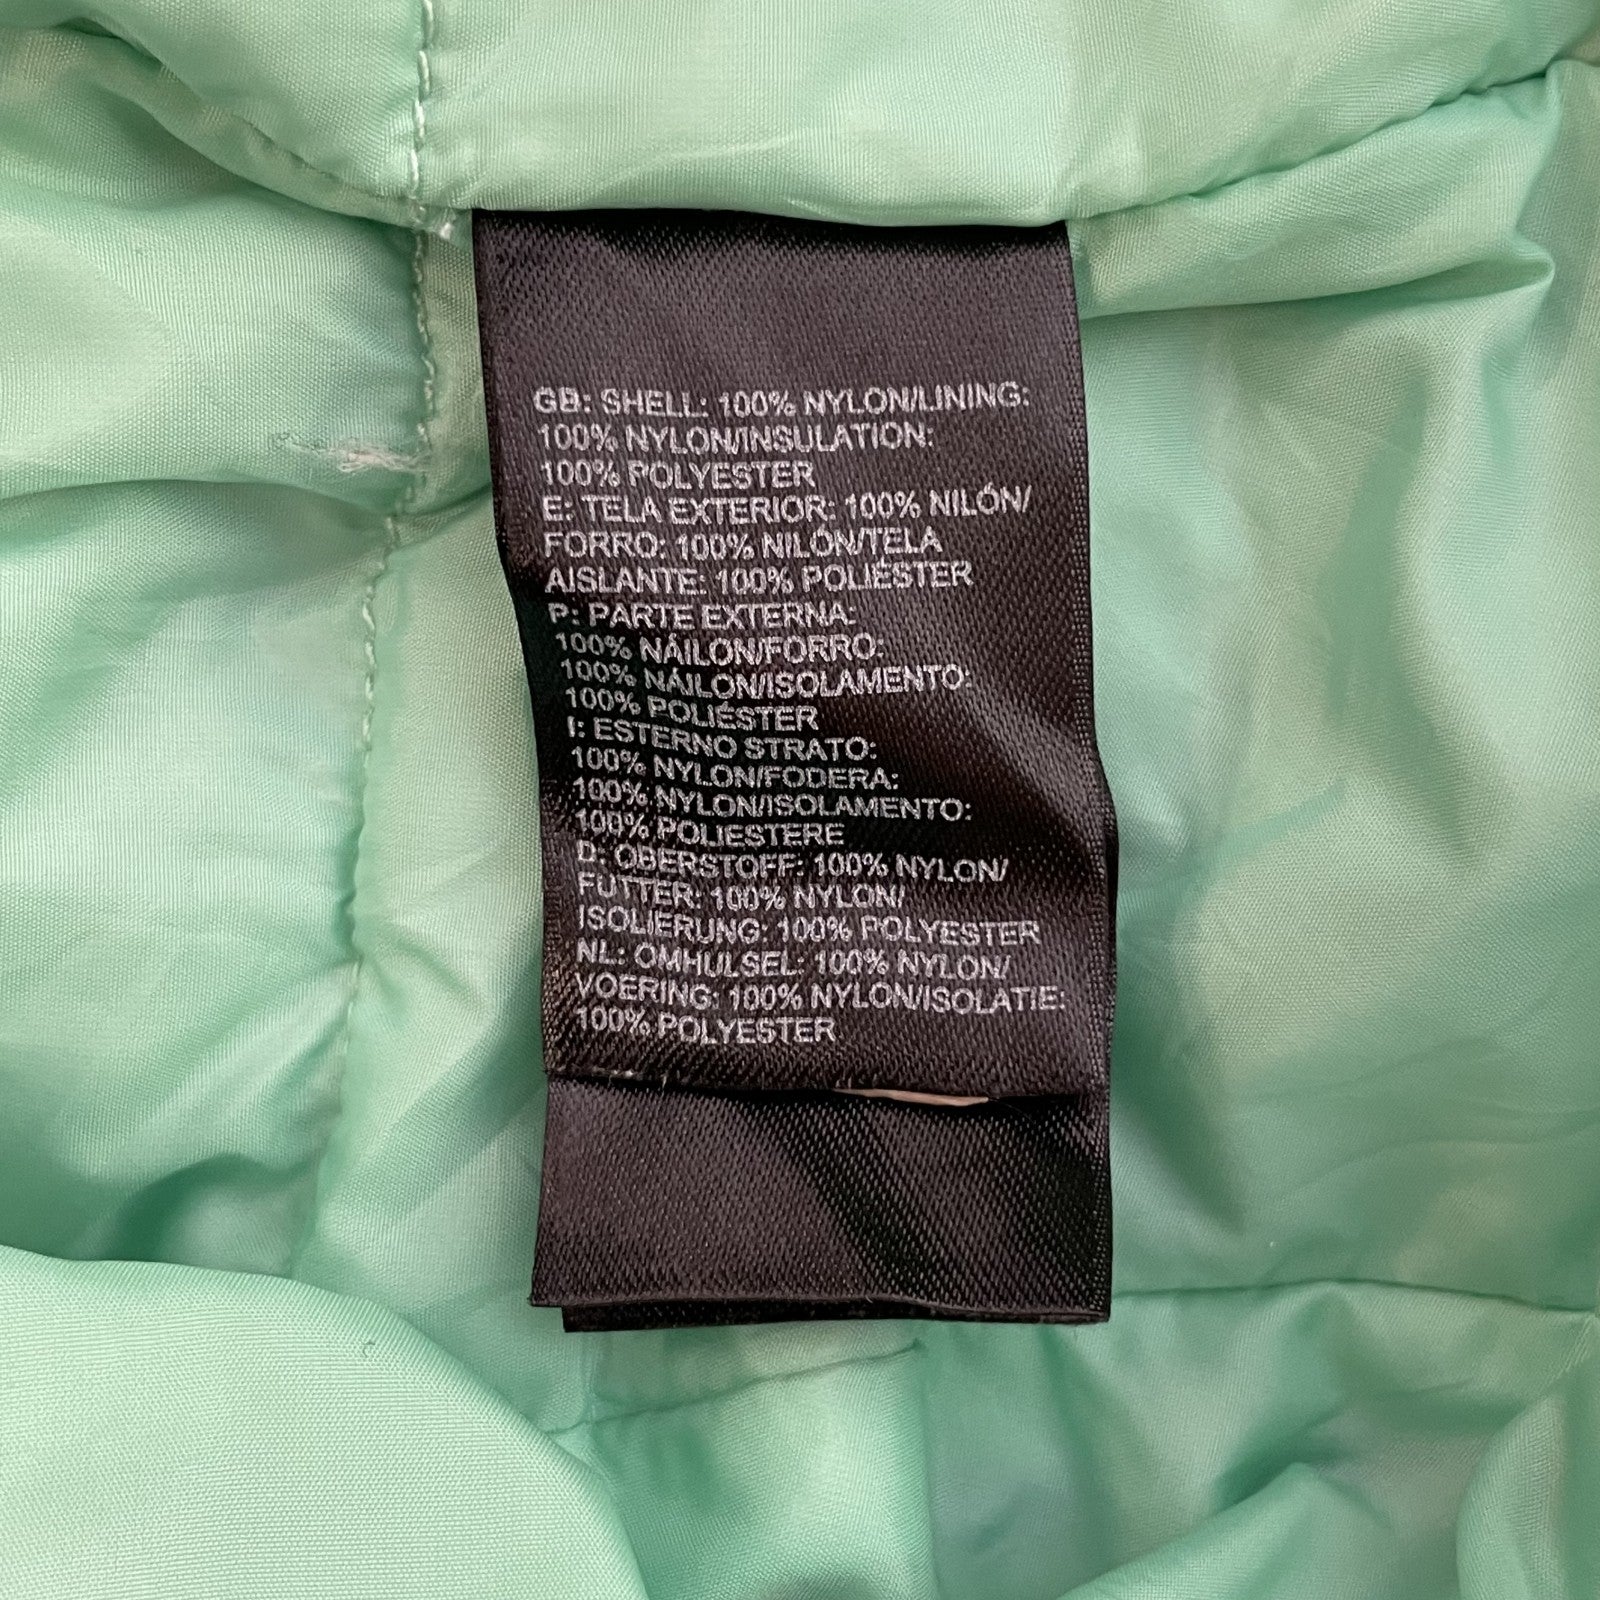 GB: SHELL: 100% NYLON/LINING:
100% NYLON/INSULATION:
100% POLYESTER
E: TELA EXTERIOR: 100% NILÓN/
FORRO: 100% NILÓN/TELA
AISLANTE: 100% POLIÉSTER
P: PARTE EXTERNA:
100% NÁILON/FORRO:
100% NÁILON/ISOLAMENTO:
100% POLIÉSTER
I: ESTERNO STRATO:
100% NYLON/FODERA:
100% NYLON/ISOLAMENTO:
100% POLIESTERE
D: OBERSTOFF: 100% NYLON/
FUTTER: 100% NYLON/
ISOLIERUNG: 100% POLYESTER
NL: OMHULSEL: 100% NYLON/
VOERING: 100% NYLON/ISOLATIE:
100% POLYESTER